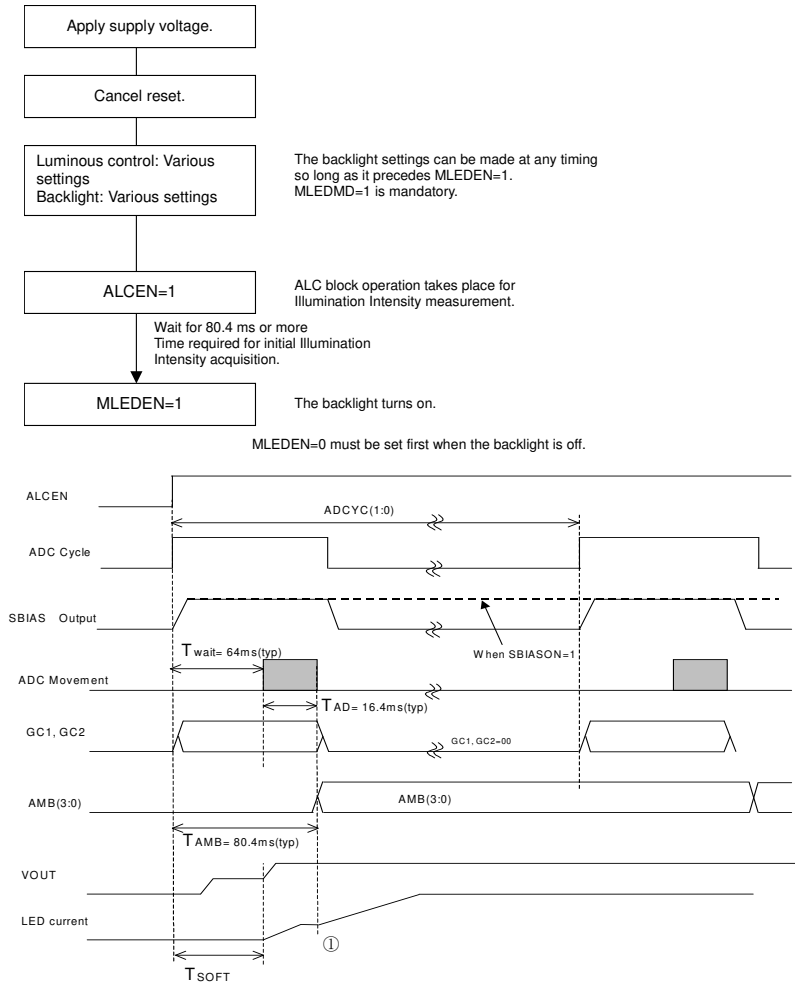 Apply supply voltage.
Cancel reset.
Luminous control: Various
settings
Backlight: Various settings
The backlight settings can be made at any timing
so long as it precedes MLEDEN=1.
MLEDMD=1 is mandatory.
ALCEN=1
ALC block operation takes place for
Illumination Intensity measurement.
Wait for 80.4 ms or more
Time required for initial Illumination
Intensity acquisition.
MLEDEN=1
The backlight turns on.
MLEDEN=0 must be set first when the backlight is off.
ALCEN
ADCYC(1:0)
ADC Cycle
SBIAS Output
When SBIASON=1
Twait= 64ms(typ)
ADC Movement
TAD= 16.4ms(typ)
GC1, GC2
GC1, GC2=00
AMB(3:0)
AMB(3:0)
TAMB= 80.4ms(typ)
VOUT
LED current
①
TSOFT